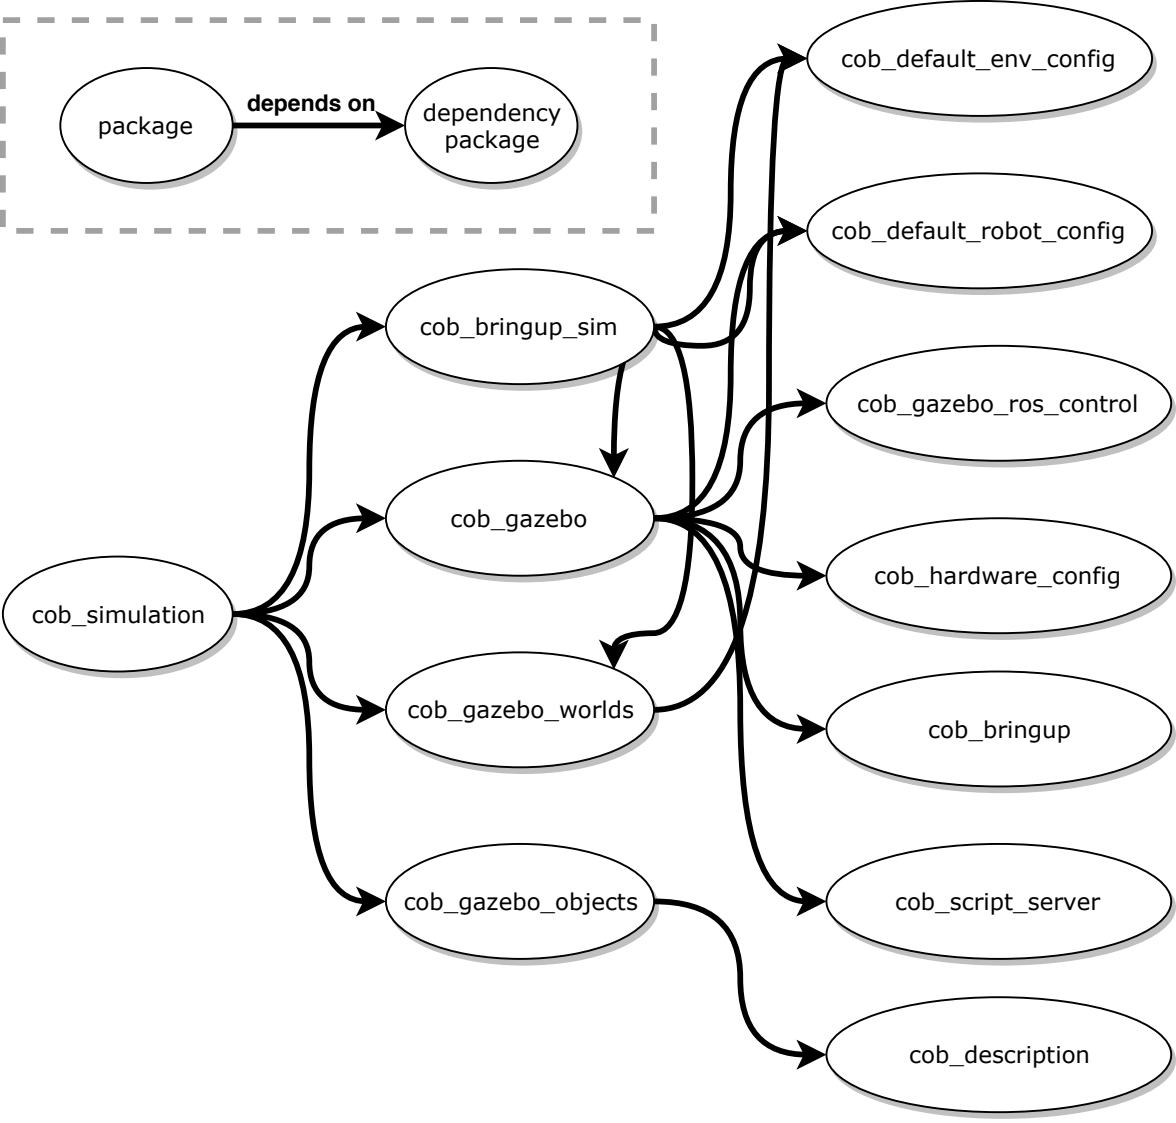 depends on
package
dependency
package
cob_default_env_config
cob_default_robot_config
cob_bringup_sim
cob_gazebo_ros_control
cob_gazebo
cob_hardware_config
cob_simulation
cob_gazebo_worlds
cob_bringup
cob_gazebo_objects
cob_script_server
cob_description